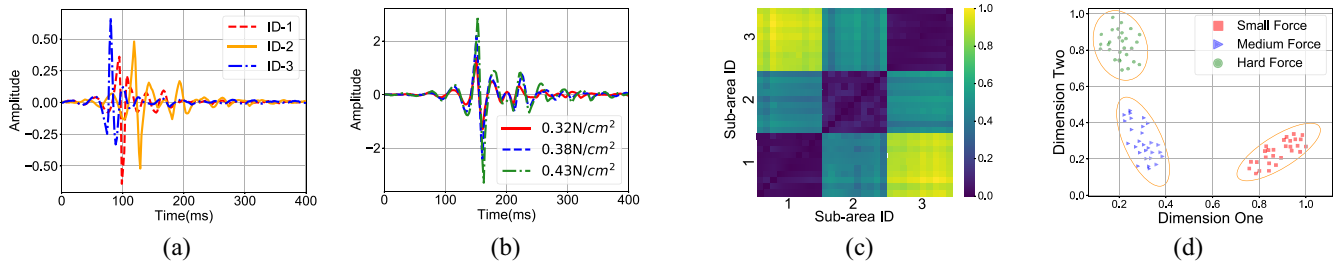 ID-1
ID-2
ID-3
0.50
0.25
0.00
−0.25
−0.50
Amplitude
0 100 200 300 400
Time(ms)
(a)
2
0
−2
Amplitude
0.32N/cm²
0.38N/cm²
0.43N/cm²
0 100 200 300 400
Time(ms)
(b)
3
2
1
Sub-area ID
1 2 3
Sub-area ID
1.0
0.8
0.6
0.4
0.2
0.0
(c)
1.0
0.8
0.6
0.4
0.2
0.0
Dimension Two
Small Force
Medium Force
Hard Force
0.2 0.4 0.6 0.8 1.0
Dimension One
(d)